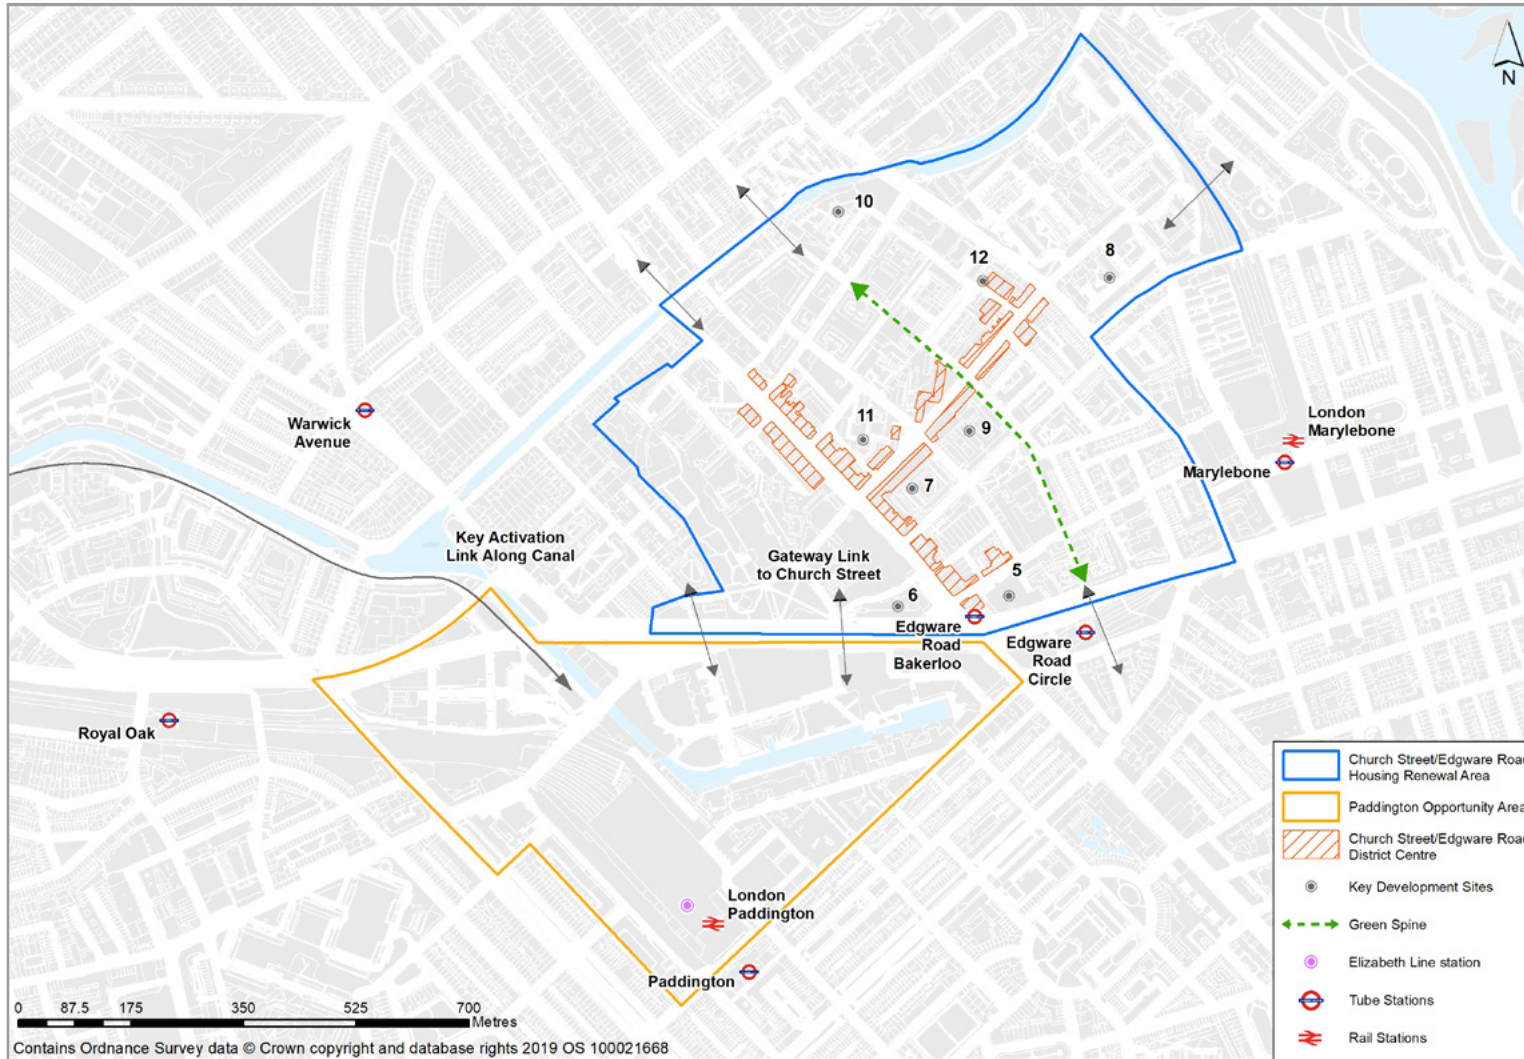 N
10
12
8
11
9
7
5
6
Warwick
Avenue
London
Marylebone
Marylebone
Key Activation
Link Along Canal
Gateway Link
to Church Street
Edgware
Road
Bakerloo
Edgware
Road
Circle
Royal Oak
London
Paddington
Paddington
Church Street/Edgware Road
Housing Renewal Area
Paddington Opportunity Area
Church Street/Edgware Road
District Centre
Key Development Sites
Green Spine
Elizabeth Line station
Tube Stations
Rail Stations
0 87.5 175 350 525 700
Metres
Contains Ordnance Survey data © Crown copyright and database rights 2019 OS 100021668